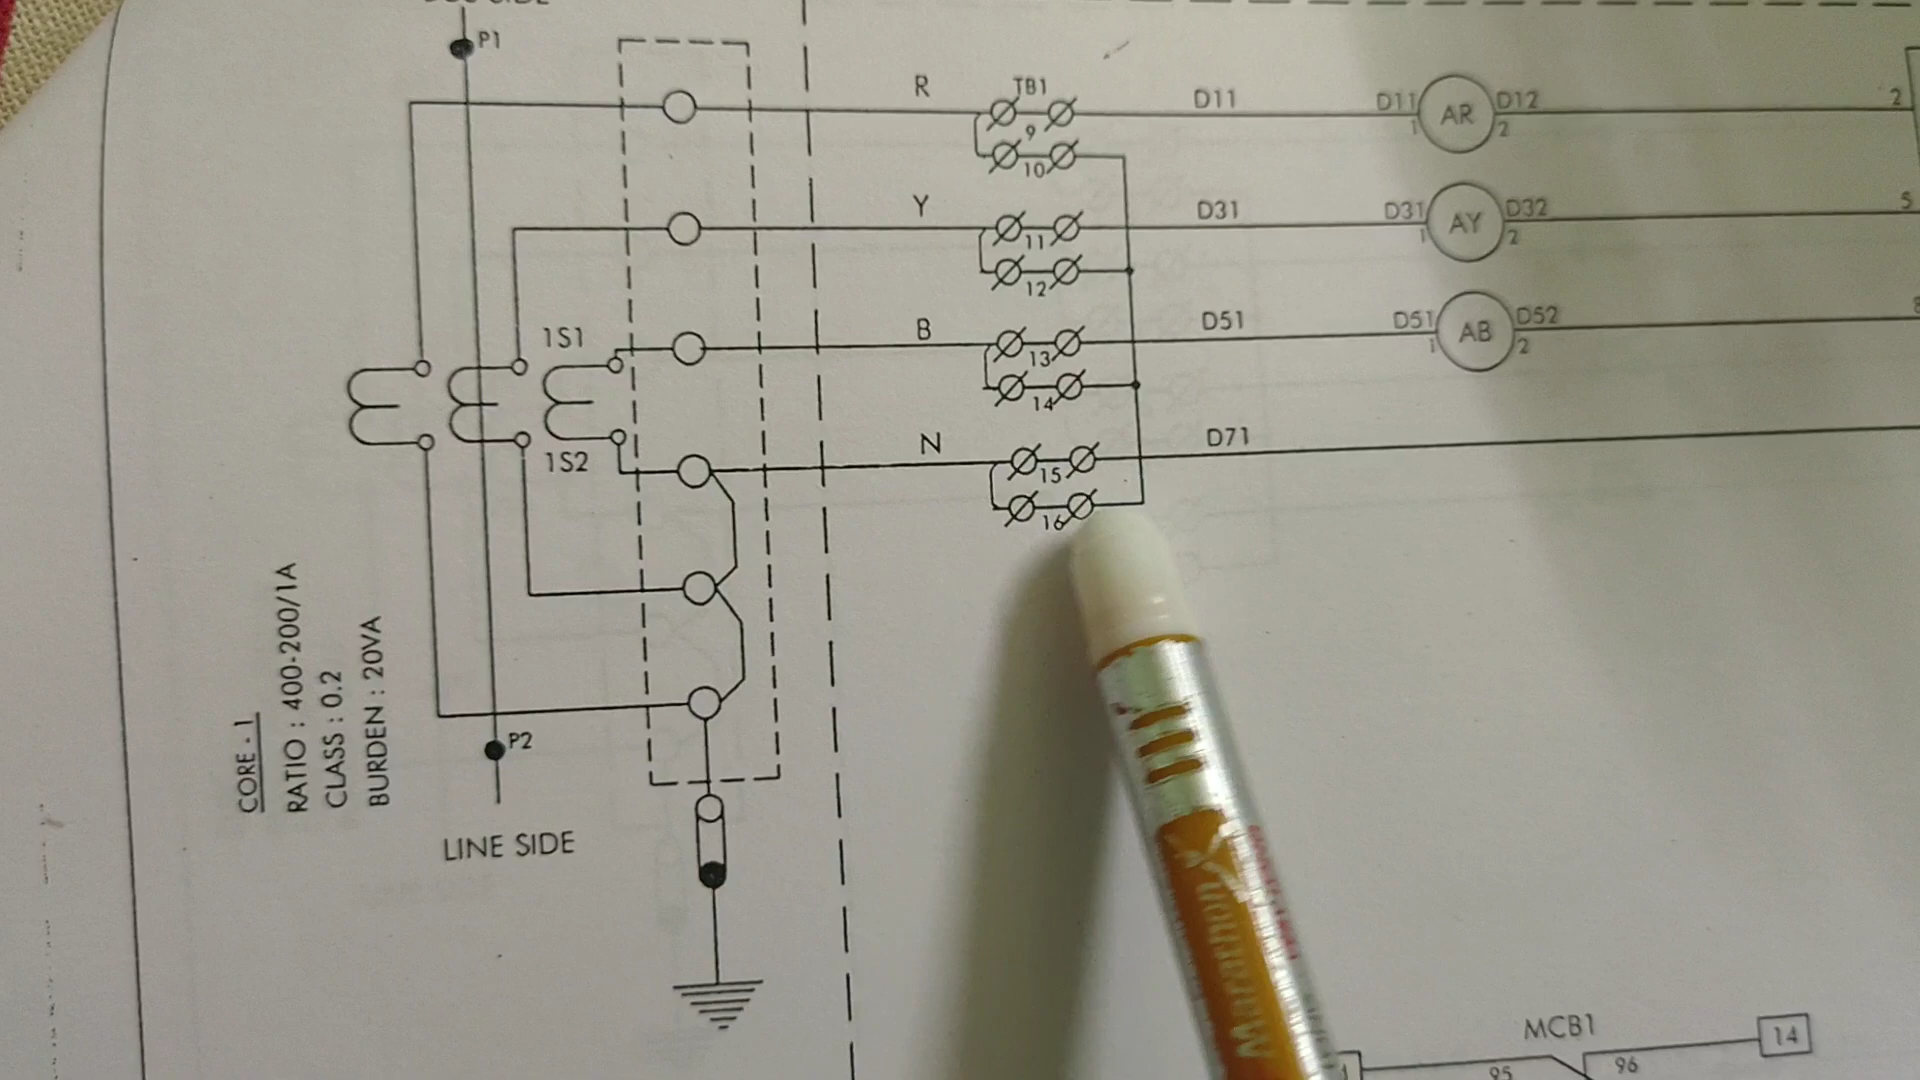 P1
R
TB1
D11
D11
AR
D12
1
2
2
9
10
Y
D31
D31
AY
D32
1
2
5
11
12
1S1
B
D51
D51
AB
D52
1
2
13
14
1S2
N
D71
15
16
CORE - 1
RATIO : 400-200/1A
CLASS : 0.2
BURDEN : 20VA
P2
LINE SIDE
Marathon
MCB1
14
95
96